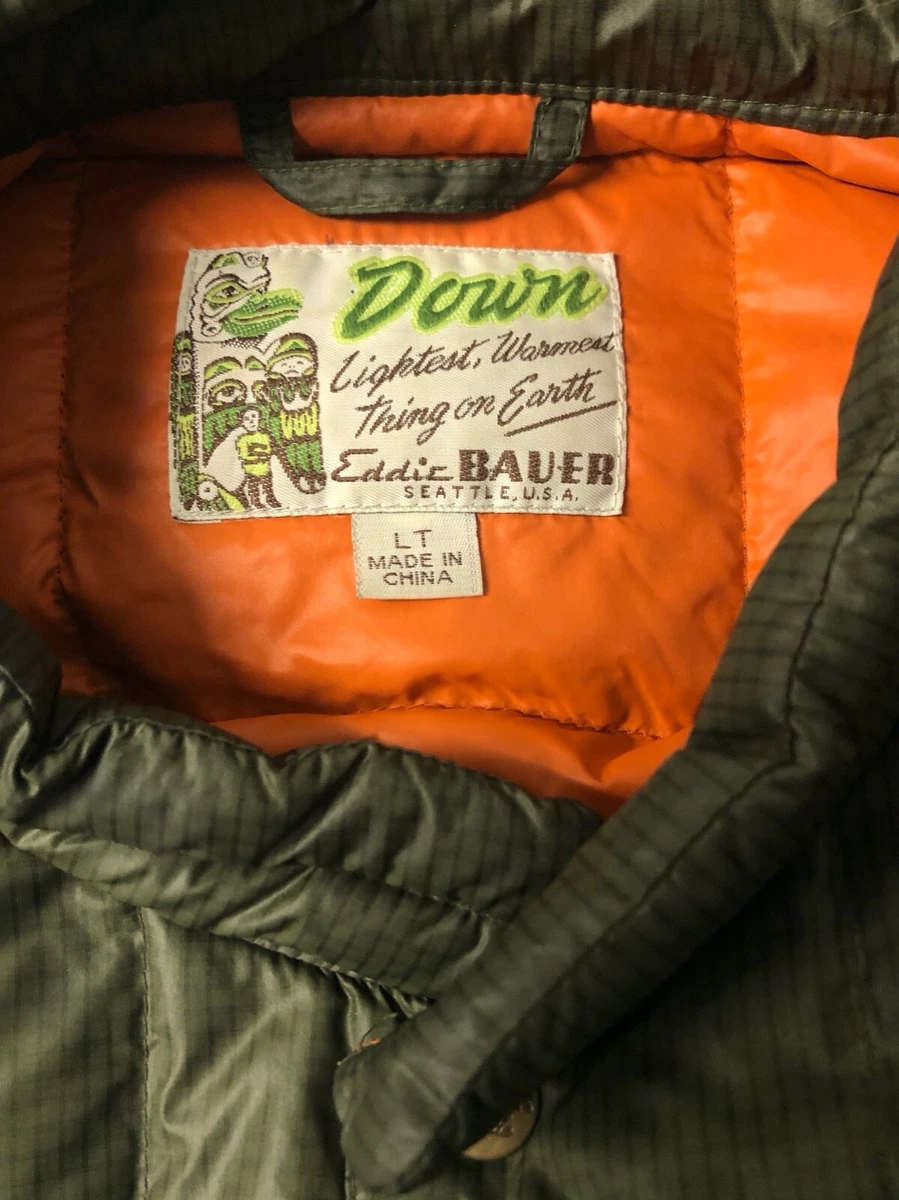 Down
Lightest, Warmest
Thing on Earth
Eddie BAUER
SEATTLE, U.S.A.
LT
MADE IN
CHINA